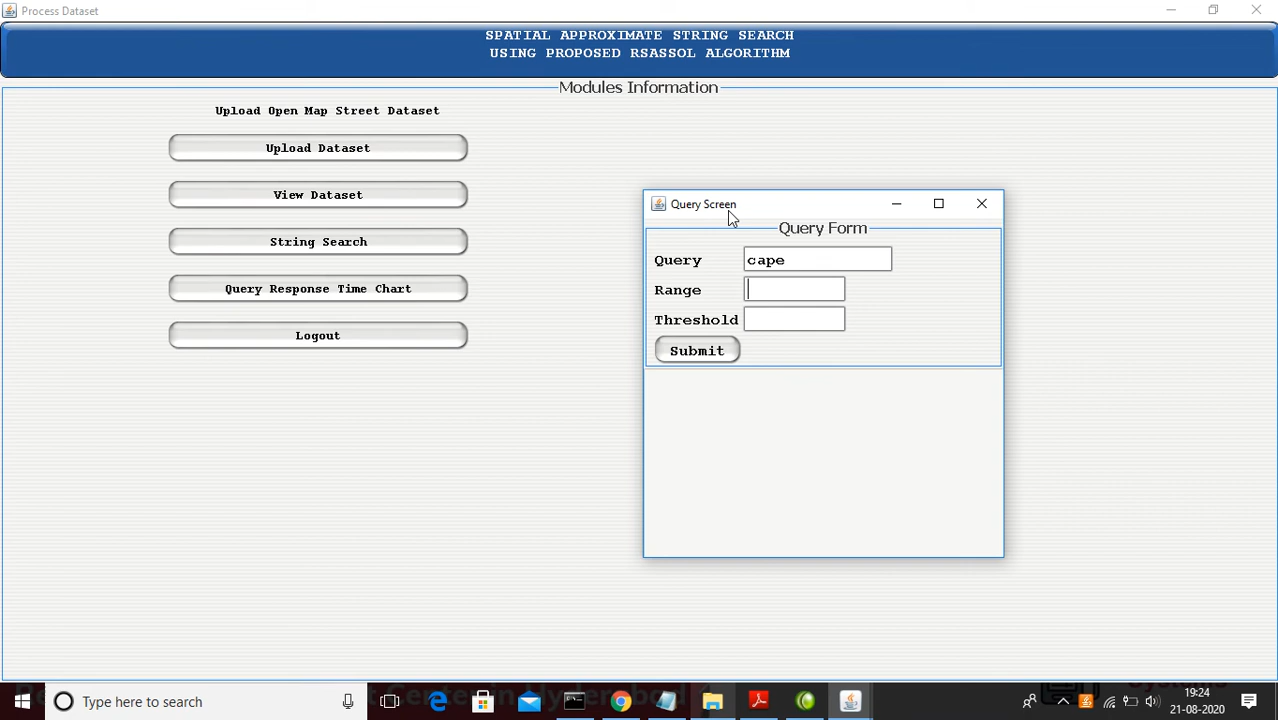 Process Dataset
SPATIAL APPROXIMATE STRING SEARCH
USING PROPOSED RSASSOL ALGORITHM
Modules Information
Upload Open Map Street Dataset
Upload Dataset
View Dataset
String Search
Query Response Time Chart
Logout
Query Screen
Query Form
Query cape
Range
Threshold
Submit
Type here to search
19:24
21-08-2020